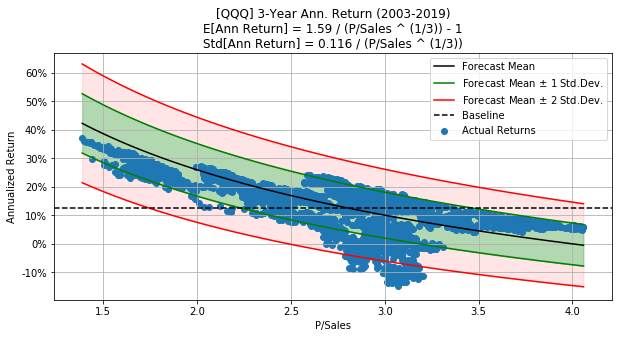 [QQQ] 3-Year Ann. Return (2003-2019)
E[Ann Return] = 1.59 / (P/Sales ^ (1/3)) - 1
Std[Ann Return] = 0.116 / (P/Sales ^ (1/3))
Forecast Mean
Forecast Mean ± 1 Std.Dev.
Forecast Mean ± 2 Std.Dev.
Baseline
Actual Returns
Annualized Return
60%
50%
40%
30%
20%
10%
0%
-10%
1.5 2.0 2.5 3.0 3.5 4.0
P/Sales